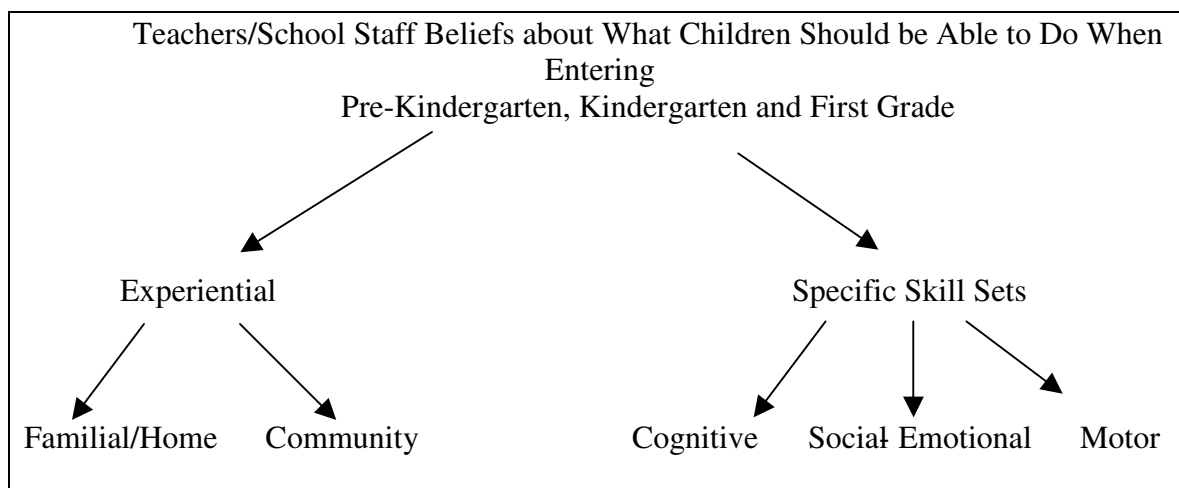 Teachers/School Staff Beliefs about What Children Should be Able to Do When
Entering
Pre-Kindergarten, Kindergarten and First Grade
Experiential Specific Skill Sets
Familial/Home Community Cognitive Social- Emotional Motor